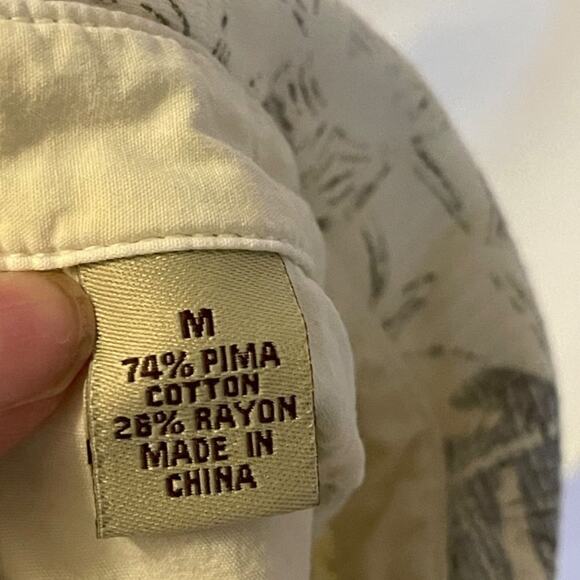 M
74% PIMA
COTTON
26% RAYON
MADE IN
CHINA